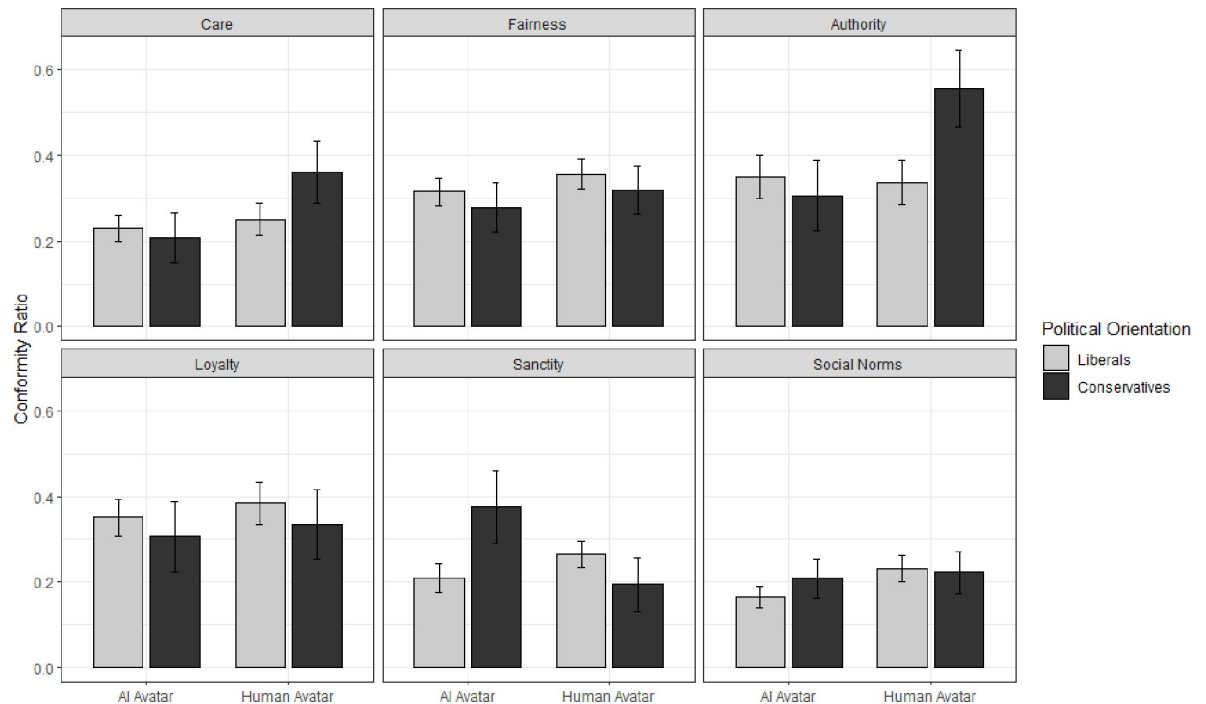 Care
Fairness
Authority
0.6
0.4
0.2
0.0
Loyalty
Sanctity
Social Norms
0.6
0.4
0.2
0.0
Conformity Ratio
AI Avatar
Human Avatar
AI Avatar
Human Avatar
AI Avatar
Human Avatar
Political Orientation
Liberals
Conservatives